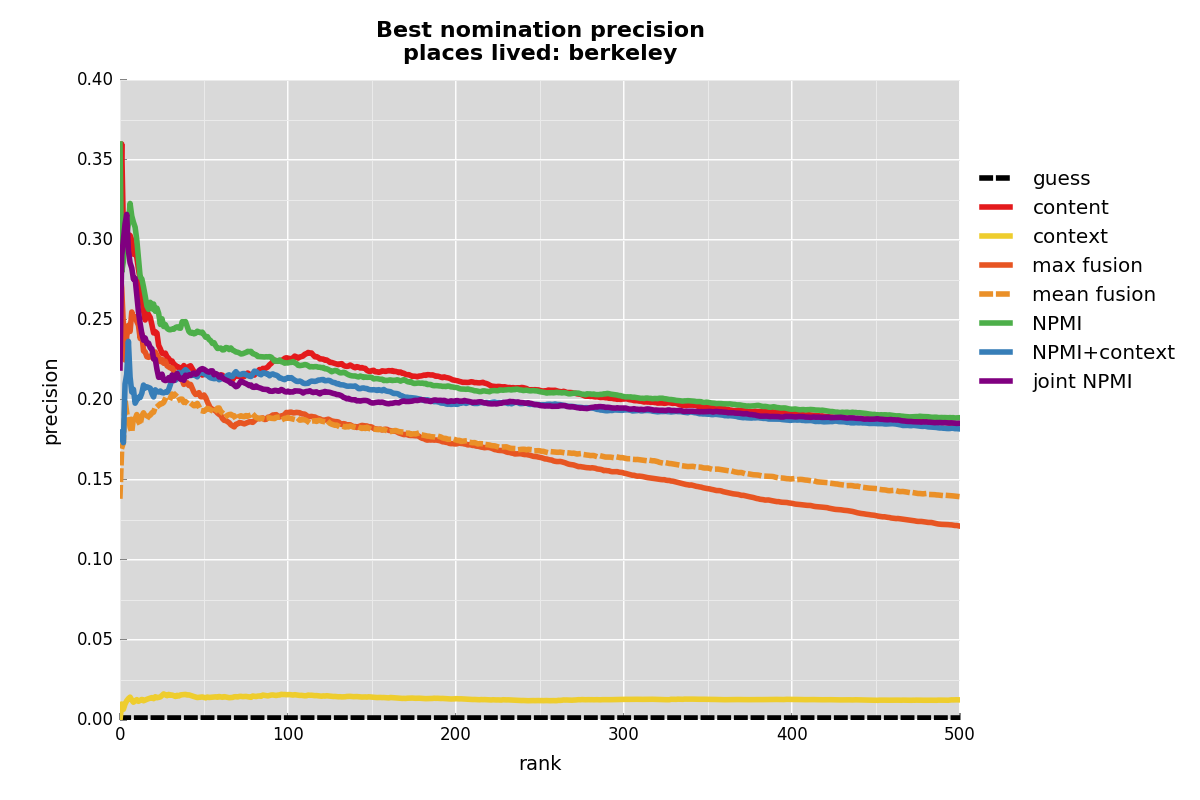 Best nomination precision
places lived: berkeley
0.40
0.35
0.30
0.25
0.20
0.15
0.10
0.05
0.00
precision
0
100
200
300
400
500
rank
guess
content
context
max fusion
mean fusion
NPMI
NPMI+context
joint NPMI